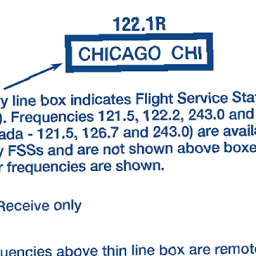 122.1R
CHICAGO CHI
y line box indicates Flight Service Sta
). Frequencies 121.5, 122.2, 243.0 and
ada - 121.5, 126.7 and 243.0) are availa
y FSSs and are not shown above boxe
r frequencies are shown.
Receive only
uencies above thin line box are remote